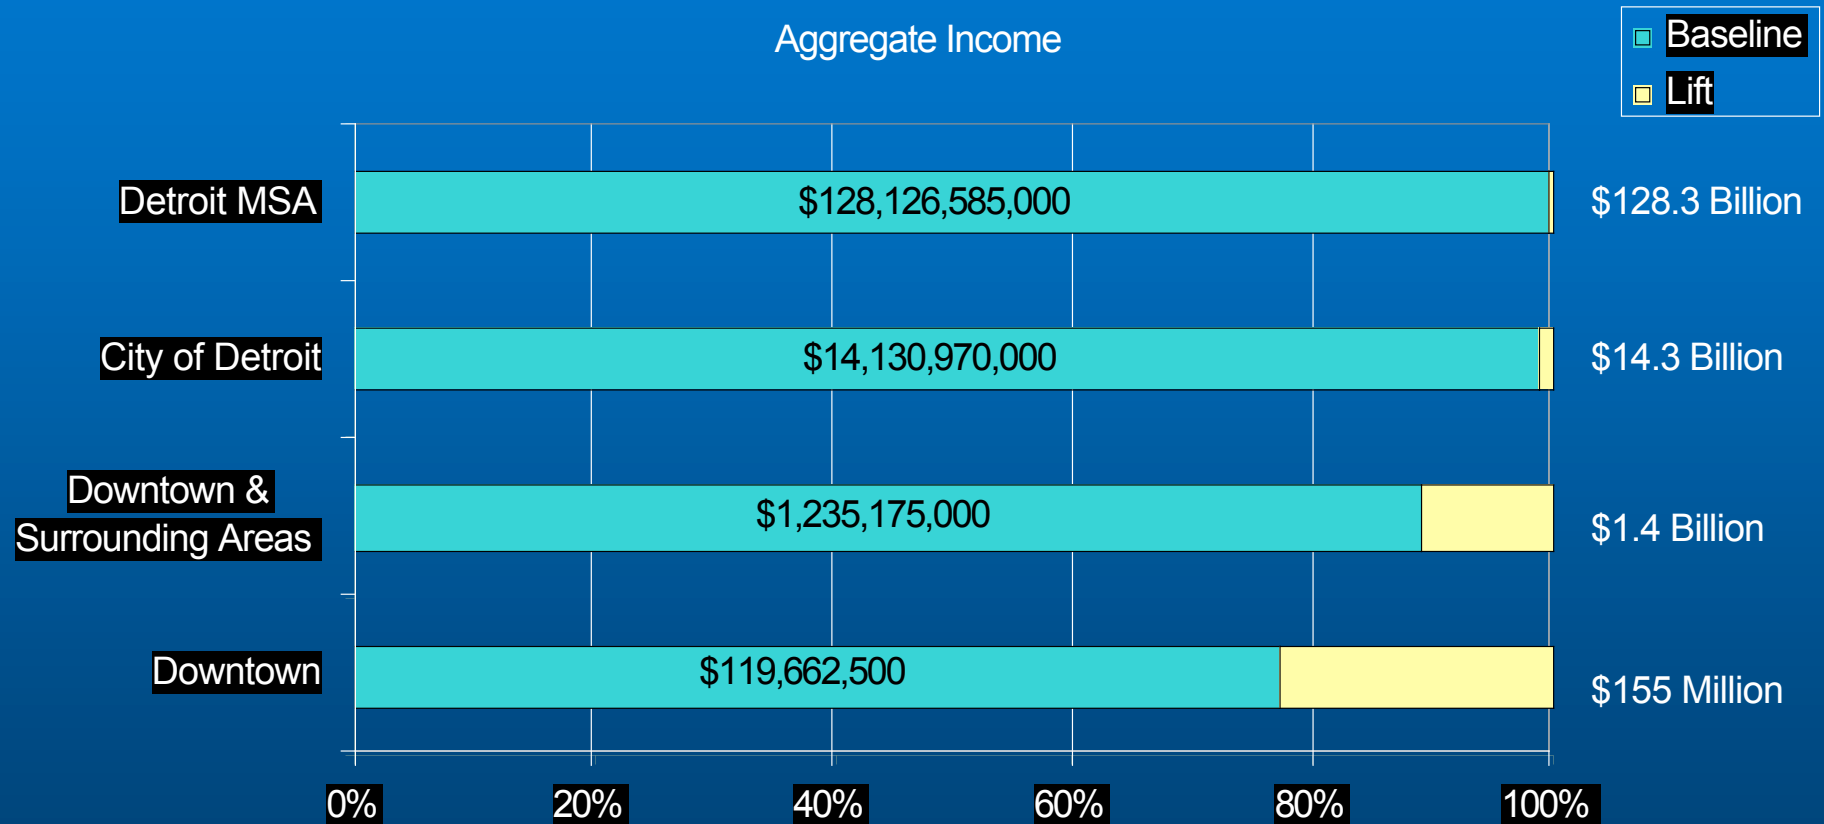 Aggregate Income
Baseline
Lift
Detroit MSA
$128,126,585,000
$128.3 Billion
City of Detroit
$14,130,970,000
$14.3 Billion
Downtown &
Surrounding Areas
$1,235,175,000
$1.4 Billion
Downtown
$119,662,500
$155 Million
0% 20% 40% 60% 80% 100%